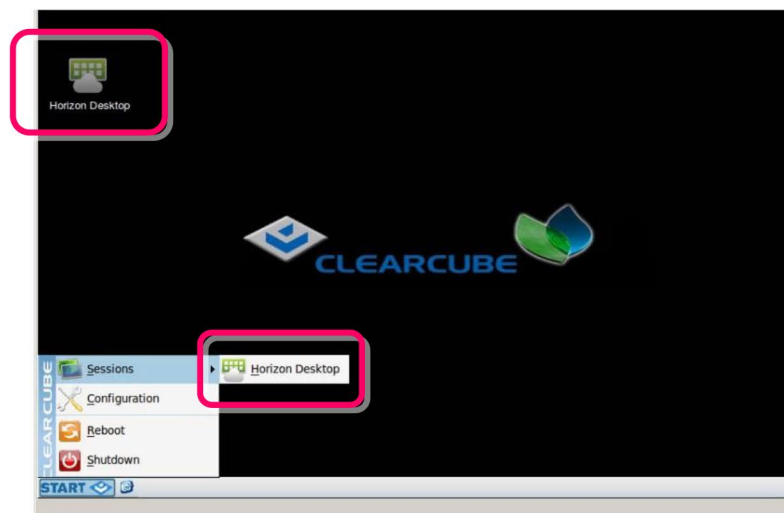 Horizon Desktop
CLEARCUBE
Sessions
Horizon Desktop
Configuration
Reboot
Shutdown
CLEARCUBE
START